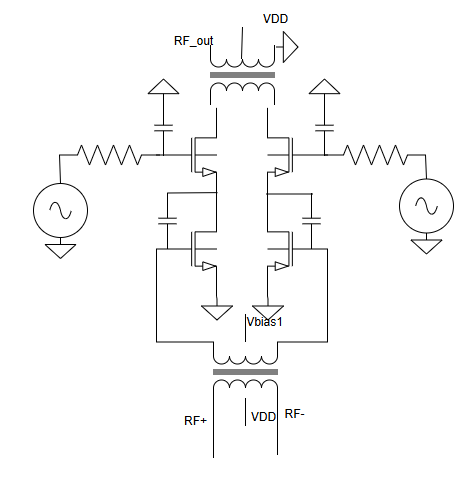 VDD
RF_out
Vbias1
RF+
VDD
RF-